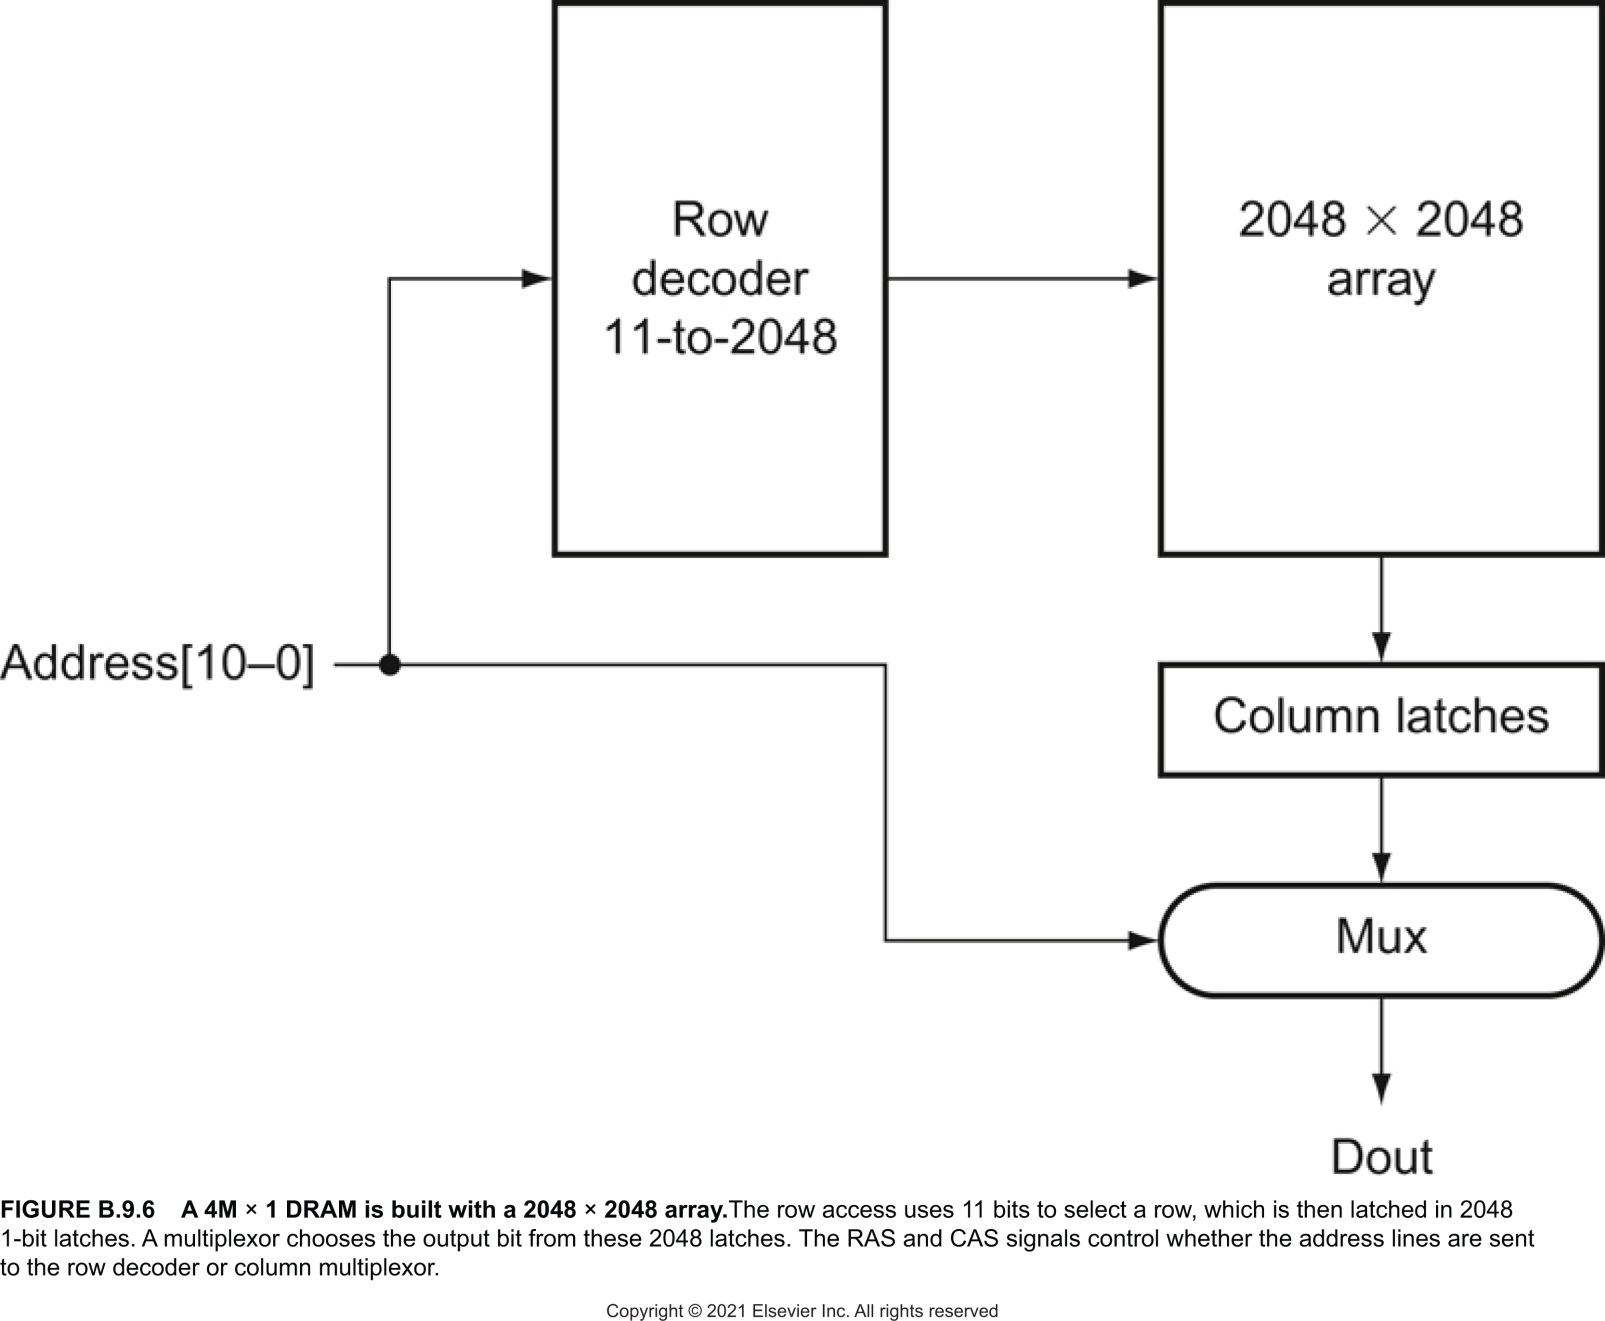 Row
decoder
11-to-2048
2048 × 2048
array
Address[10–0]
Column latches
Mux
Dout
FIGURE B.9.6 A 4M × 1 DRAM is built with a 2048 × 2048 array.The row access uses 11 bits to select a row, which is then latched in 2048
1-bit latches. A multiplexor chooses the output bit from these 2048 latches. The RAS and CAS signals control whether the address lines are sent
to the row decoder or column multiplexor.
Copyright © 2021 Elsevier Inc. All rights reserved